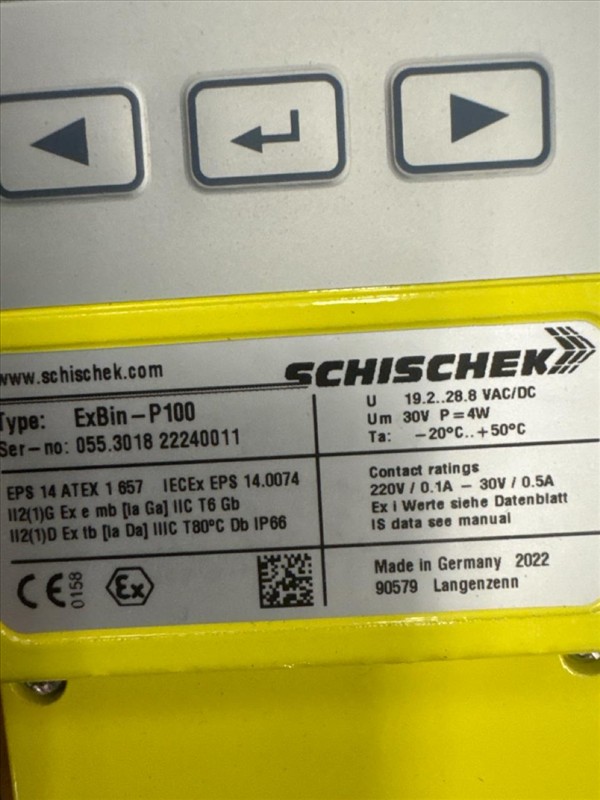 www.schischek.com
SCHISCHEK
Type: ExBin-P100
Ser-no: 055.3018 22240011
U 19.2..28.8 VAC/DC
Um 30V P=4W
Ta: -20°C..+50°C
EPS 14 ATEX 1 657 IECEx EPS 14.0074
II2(1)G Ex e mb [Ia Ga] IIC T6 Gb
II2(1)D Ex tb [Ia Da] IIIC T80°C Db IP66
Contact ratings
220V / 0.1A - 30V / 0.5A
Ex i Werte siehe Datenblatt
IS data see manual
CE 0158 Ex
Made in Germany 2022
90579 Langenzenn